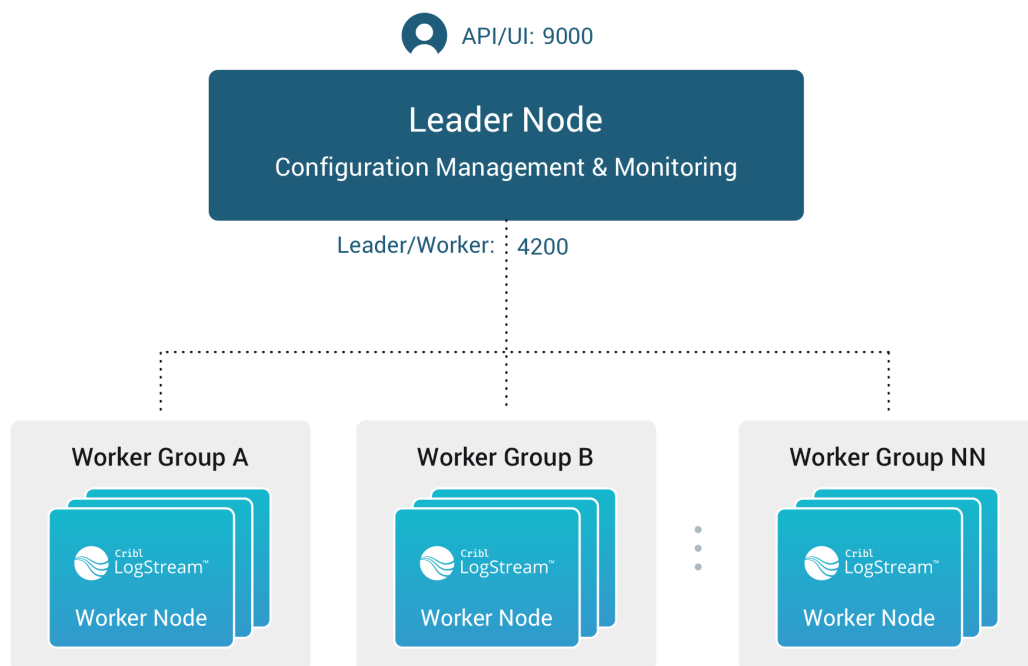 API/UI: 9000
Leader Node
Configuration Management & Monitoring
Leader/Worker: 4200
Worker Group A
Cribl
LogStream™
Worker Node
Worker Group B
Cribl
LogStream™
Worker Node
Worker Group NN
Cribl
LogStream™
Worker Node